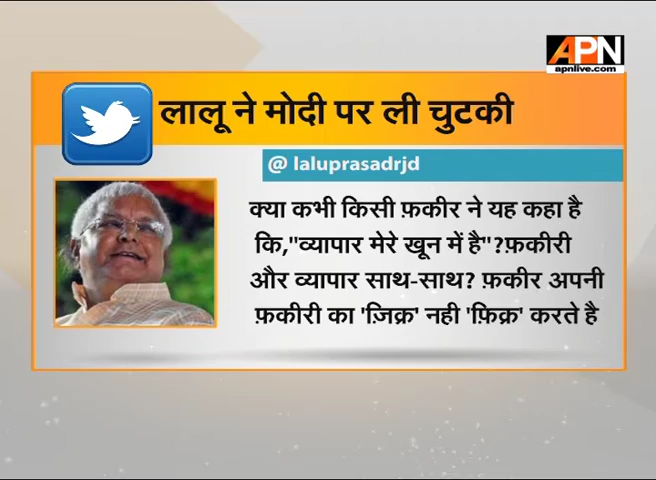 APN
apnlive.com
लालू ने मोदी पर ली चुटकी
@ laluprasadrjd
क्या कभी किसी फ़कीर ने यह कहा है
कि,"व्यापार मेरे खून में है"?फ़कीरी
और व्यापार साथ-साथ? फ़कीर अपनी
फ़कीरी का 'ज़िक्र' नही 'फ़िक्र' करते है